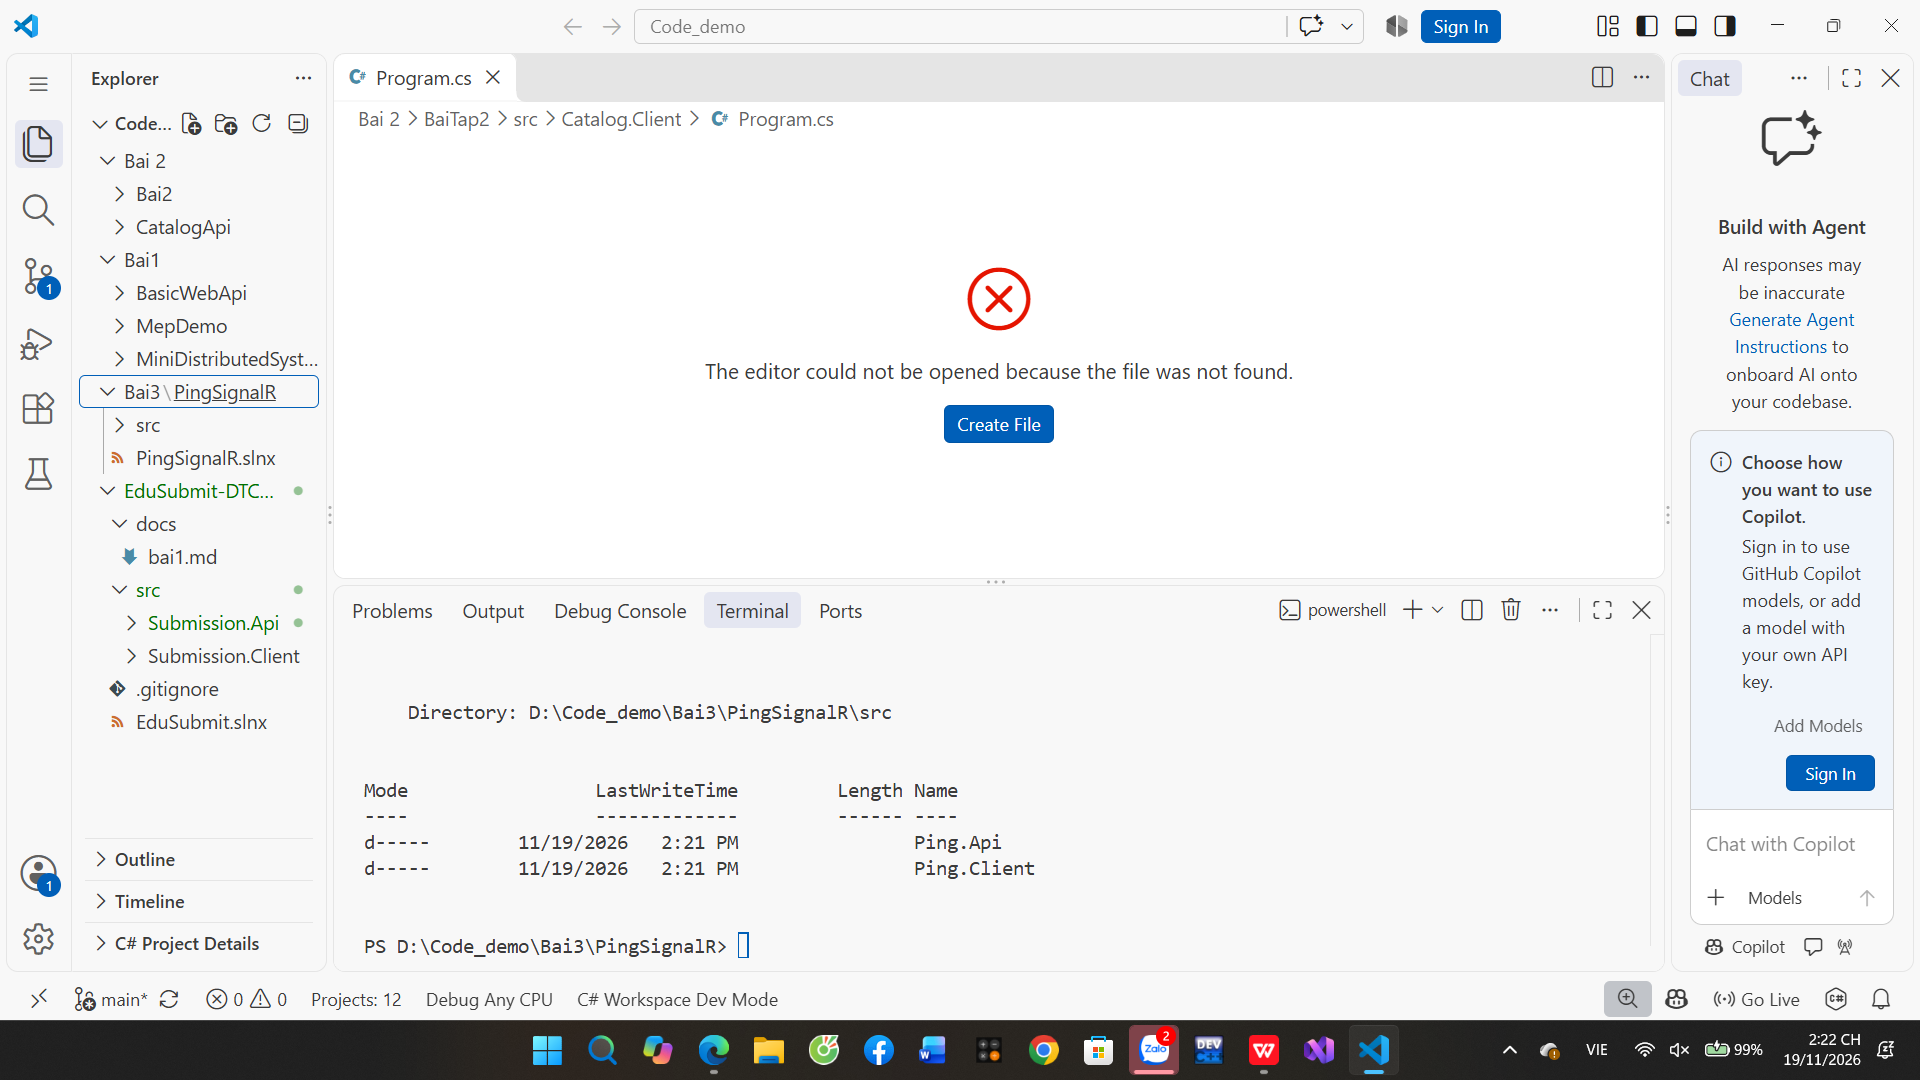 Code_demo
Sign In
Explorer
Code...
Bai 2
Bai2
CatalogApi
Bai1
BasicWebApi
MepDemo
MiniDistributedSyst...
Bai3\PingSignalR
src
PingSignalR.slnx
EduSubmit-DTC...
docs
bai1.md
src
Submission.Api
Submission.Client
.gitignore
EduSubmit.slnx
Outline
Timeline
C# Project Details
1
1
Program.cs
Bai 2 > BaiTap2 > src > Catalog.Client > Program.cs
The editor could not be opened because the file was not found.
Create File
Problems Output Debug Console Terminal Ports
powershell
Directory: D:\Code_demo\Bai3\PingSignalR\src
Mode LastWriteTime Length Name
---- ------------- ------ ----
d----- 11/19/2026 2:21 PM Ping.Api
d----- 11/19/2026 2:21 PM Ping.Client
PS D:\Code_demo\Bai3\PingSignalR>
Chat
Build with Agent
AI responses may
be inaccurate
Generate Agent
Instructions to
onboard AI onto
your codebase.
Choose how
you want to use
Copilot.
Sign in to use
GitHub Copilot
models, or add
a model with
your own API
key.
Add Models
Sign In
Chat with Copilot
Models
Copilot
main* 0 0 Projects: 12 Debug Any CPU C# Workspace Dev Mode
Go Live
Zalo
2
DEV
C++
VIE
99%
2:22 CH
19/11/2026